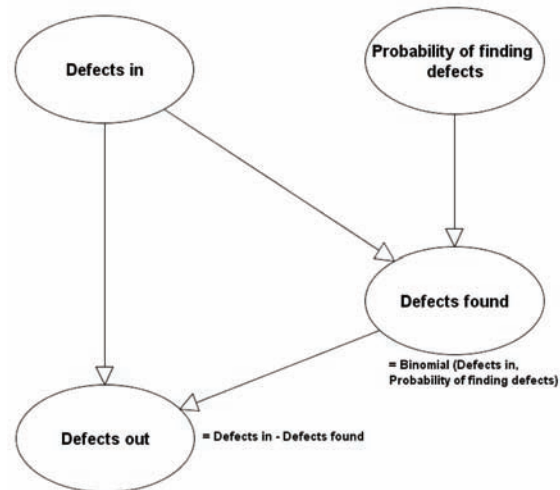 Defects in
Probability of finding
defects
Defects found
= Binomial (Defects in,
Probability of finding defects)
Defects out
= Defects in - Defects found